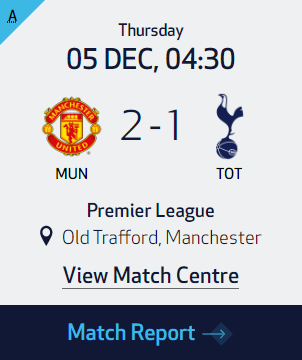 A
Thursday
05 DEC, 04:30
MANCHESTER
UNITED
2-1
MUN
TOT
Premier League
Old Trafford, Manchester
View Match Centre
Match Report